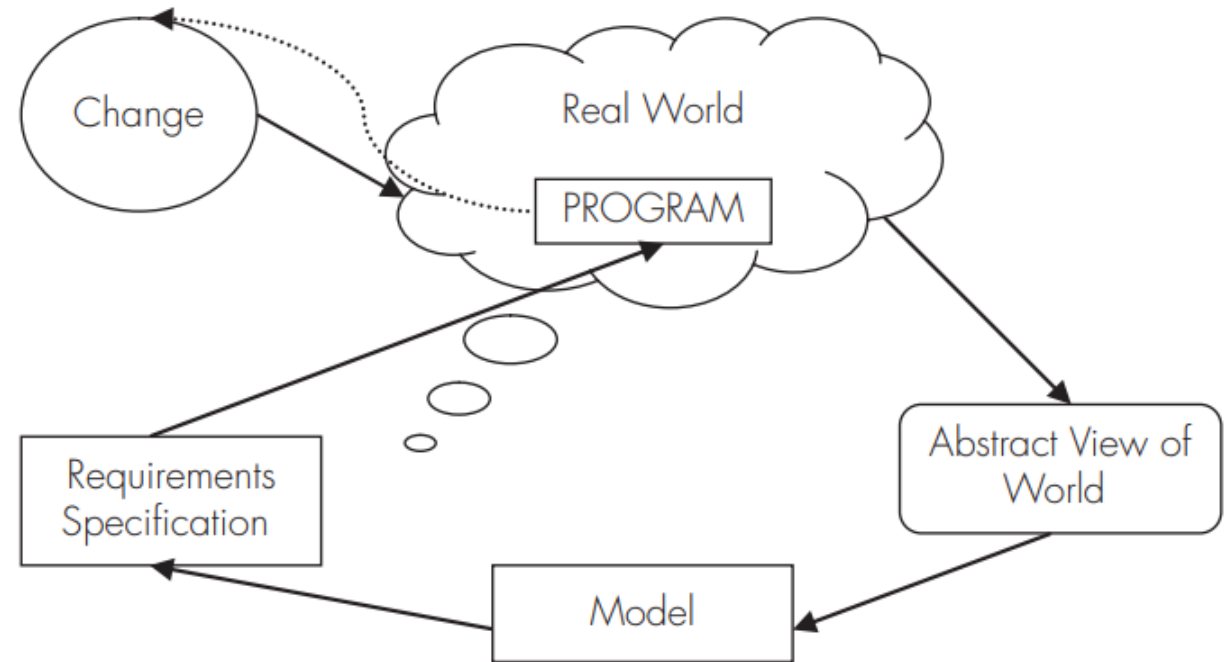 Change
Real World
PROGRAM
Abstract View of
World
Requirements
Specification
Model